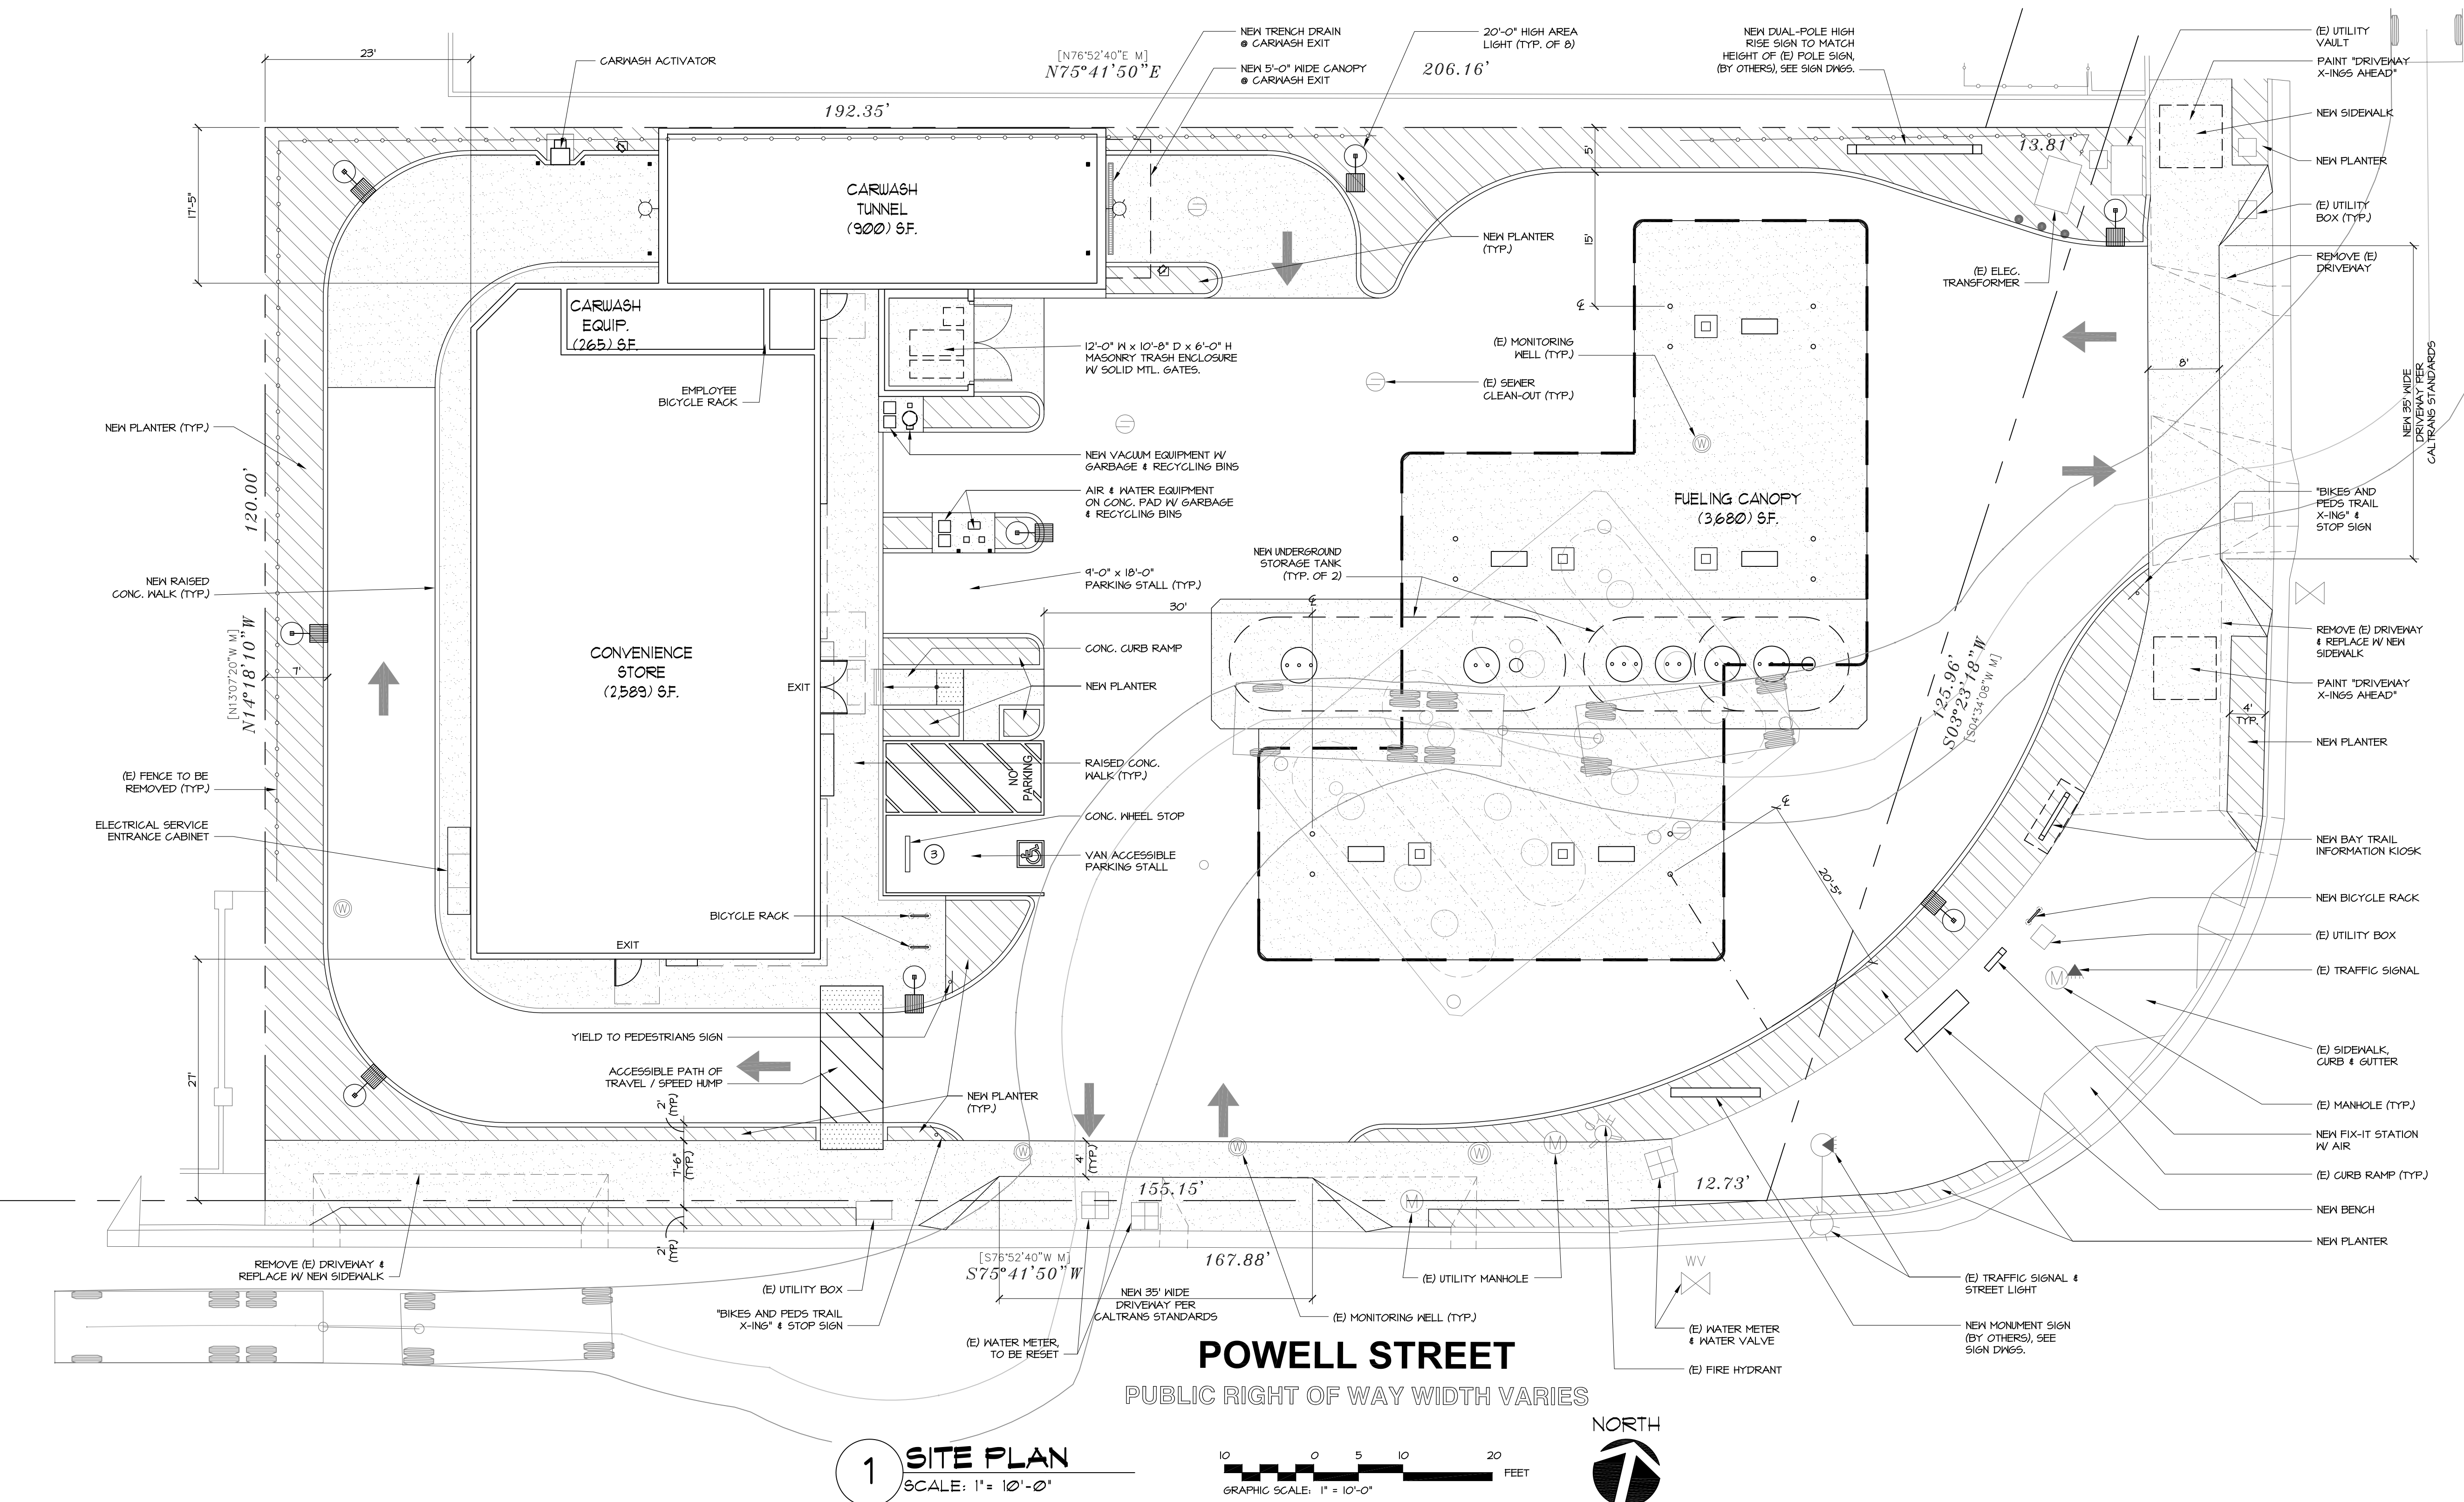 23'
CARWASH ACTIVATOR
[N76°52'40"E M]
N75°41'50"E
206.16'
192.35'
NEW TRENCH DRAIN
@ CARWASH EXIT
NEW 5'-0" WIDE CANOPY
@ CARWASH EXIT
20'-0" HIGH AREA
LIGHT (TYP. OF 8)
NEW DUAL-POLE HIGH
RISE SIGN TO MATCH
HEIGHT OF (E) POLE SIGN,
(BY OTHERS), SEE SIGN DWGS.
(E) UTILITY
VAULT
PAINT "DRIVEWAY
X-INGS AHEAD"
NEW SIDEWALK
NEW PLANTER
(E) UTILITY
BOX (TYP.)
REMOVE (E)
DRIVEWAY
13.81'
5'
15'
17'-5"
CARWASH
TUNNEL
(900) S.F.
NEW PLANTER
(TYP.)
(E) ELEC.
TRANSFORMER
CARWASH
EQUIP.
(265) S.F.
12'-0" W x 10'-8" D x 6'-0" H
MASONRY TRASH ENCLOSURE
W/ SOLID MTL. GATES.
(E) MONITORING
WELL (TYP.)
(E) SEWER
CLEAN-OUT (TYP.)
8'
NEW 35' WIDE
DRIVEWAY PER
CALTRANS STANDARDS
EMPLOYEE
BICYCLE RACK
NEW PLANTER (TYP.)
120.00'
NEW VACUUM EQUIPMENT W/
GARBAGE & RECYCLING BINS
W
AIR & WATER EQUIPMENT
ON CONC. PAD W/ GARBAGE
& RECYCLING BINS
FUELING CANOPY
(3,680) S.F.
"BIKES AND
PEDS TRAIL
X-ING" &
STOP SIGN
NEW UNDERGROUND
STORAGE TANK
(TYP. OF 2)
NEW RAISED
CONC. WALK (TYP.)
9'-0" x 18'-0"
PARKING STALL (TYP.)
30'
[N13°07'20"W M]
N14°18'10"W
7'
CONVENIENCE
STORE
(2,589) S.F.
EXIT
CONC. CURB RAMP
NEW PLANTER
125.96'
S03°23'18"W
[S04°34'08"W M]
REMOVE (E) DRIVEWAY
& REPLACE W/ NEW
SIDEWALK
PAINT "DRIVEWAY
X-INGS AHEAD"
4'
TYP.
NEW PLANTER
(E) FENCE TO BE
REMOVED (TYP.)
NO
PARKING
RAISED CONC.
WALK (TYP.)
ELECTRICAL SERVICE
ENTRANCE CABINET
CONC. WHEEL STOP
3
VAN ACCESSIBLE
PARKING STALL
NEW BAY TRAIL
INFORMATION KIOSK
20'-5"
W
BICYCLE RACK
EXIT
NEW BICYCLE RACK
(E) UTILITY BOX
(E) TRAFFIC SIGNAL
M
YIELD TO PEDESTRIANS SIGN
ACCESSIBLE PATH OF
TRAVEL / SPEED HUMP
27'
NEW PLANTER
(TYP.)
2'
(TYP.)
(E) SIDEWALK,
CURB & GUTTER
(E) MANHOLE (TYP.)
NEW FIX-IT STATION
W/ AIR
(E) CURB RAMP (TYP.)
NEW BENCH
NEW PLANTER
7'-6"
(TYP.)
4'
(TYP.)
W
W
W
M
M
155.15'
12.73'
2'
(TYP.)
REMOVE (E) DRIVEWAY &
REPLACE W/ NEW SIDEWALK
(E) UTILITY BOX
"BIKES AND PEDS TRAIL
X-ING" & STOP SIGN
[S76°52'40"W M]
S75°41'50"W
167.88'
NEW 35' WIDE
DRIVEWAY PER
CALTRANS STANDARDS
(E) WATER METER,
TO BE RESET
(E) UTILITY MANHOLE
(E) MONITORING WELL (TYP.)
WV
(E) WATER METER
& WATER VALVE
(E) FIRE HYDRANT
(E) TRAFFIC SIGNAL &
STREET LIGHT
NEW MONUMENT SIGN
(BY OTHERS), SEE
SIGN DWGS.
POWELL STREET
PUBLIC RIGHT OF WAY WIDTH VARIES
1
SITE PLAN
SCALE: 1"= 10'-0"
10 0 5 10 20
FEET
GRAPHIC SCALE: 1" = 10'-0"
NORTH